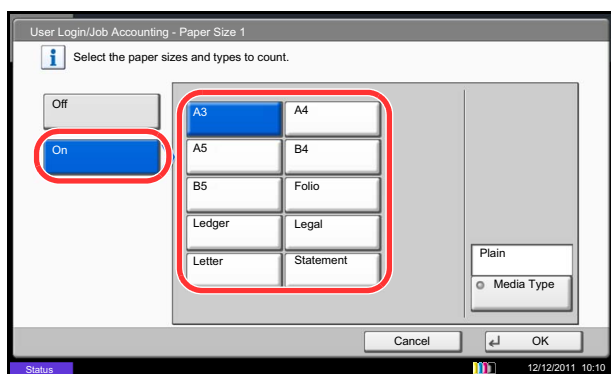 User Login/Job Accounting - Paper Size 1
Select the paper sizes and types to count.
Off
On
A3
A4
A5
B4
B5
Folio
Ledger
Legal
Letter
Statement
Plain
Media Type
Cancel
OK
Status
12/12/2011 10:10